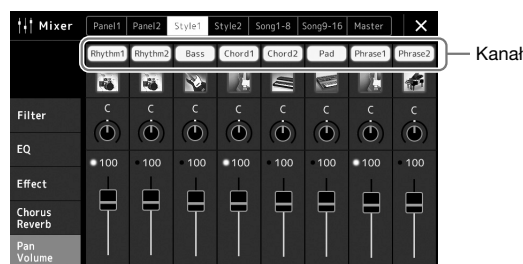 Mixer Panel1 Panel2 Style1 Style2 Song1-8 Song9-16 Master
Rhythm1 Rhythm2 Bass Chord1 Chord2 Pad Phrase1 Phrase2 Kanał
C C C C C C C C
Filter
EQ
100 100 100 100 100 100 100 100
Effect
Chorus
Reverb
Pan
Volume